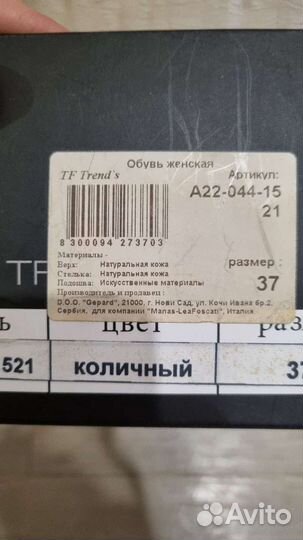 Обувь женская
TF Trend`s
Артикул:
A22-044-15
21
8 300094 273703
Материалы -
Верх: Натуральная кожа
Стелька: Натуральная кожа
Подошва: Искусственные материалы
размер :
37
Производитель и продавец :
D.O.O. "Gepard", 21000, г. Нови Сад, ул. Кочи Ивана бр.2,
Сербия, для компании "Manas-LeaFoscati", Италия
TF
ь цвет раз
521 количный 37
Avito